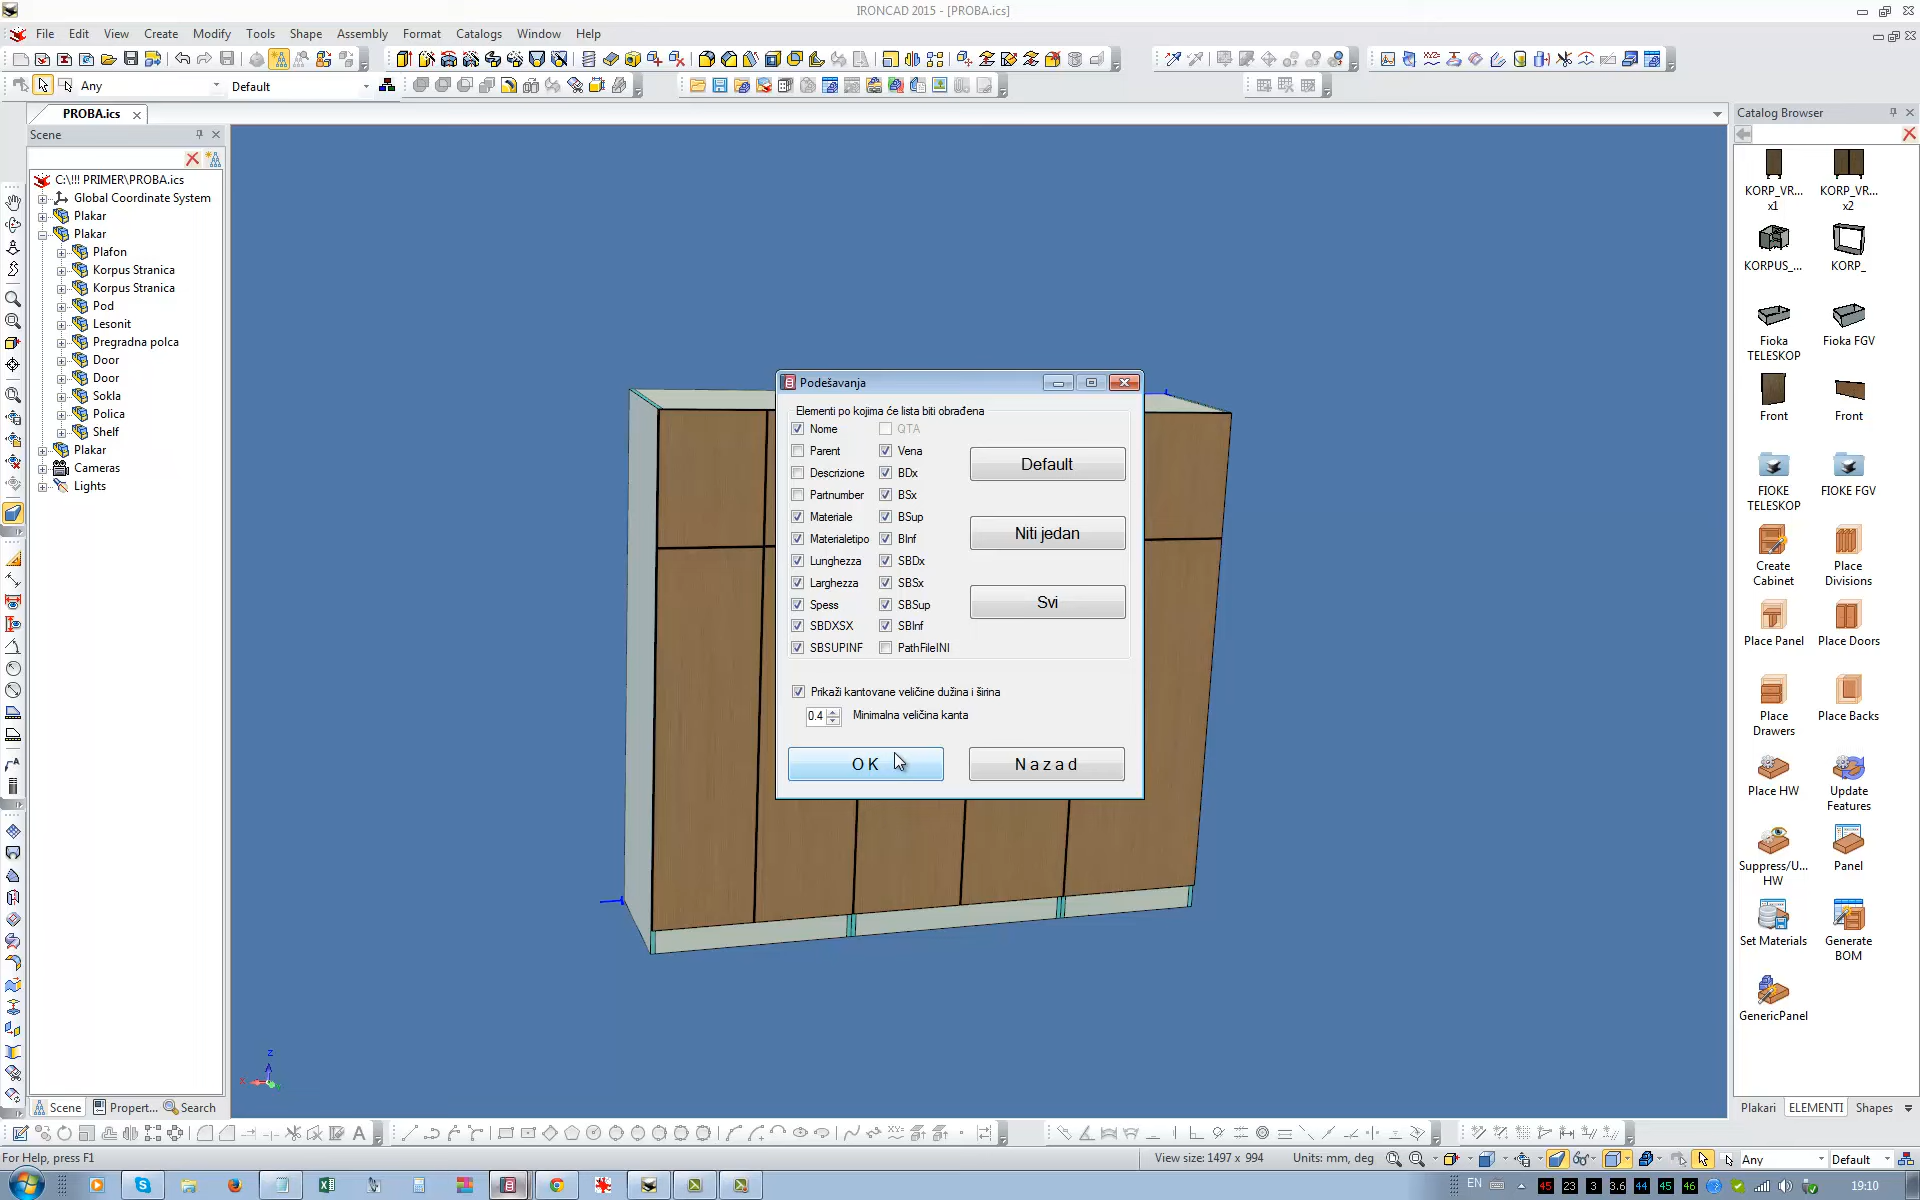 IRONCAD 2015 - [PROBA.ics]
File Edit View Create Modify Tools Shape Assembly Format Catalogs Window Help
Any Default
PROBA.ics
Scene
C:\!!! PRIMER\PROBA.ics
Global Coordinate System
Plakar
Plakar
Plafon
Korpus Stranica
Korpus Stranica
Pod
Lesonit
Pregradna polca
Door
Door
Sokla
Polica
Shelf
Plakar
Cameras
Lights
Scene Propert... Search
Podešavanja
Elementi po kojima će lista biti obrađena
Nome QTA
Parent Vena
Descrizione BDx
Partnumber BSx
Materiale BSup
Materialetipo BInf
Lunghezza SBDx
Larghezza SBSx
Spess SBSup
SBDXSX SBInf
SBSUPINF PathFileINI
Default
Niti jedan
Svi
Prikaži kantovane veličine dužina i širina
0.4 Minimalna veličina kanta
O K N a z a d
z
x
Catalog Browser
KORP_VR... KORP_VR...
x1 x2
KORPUS_... KORP_
Fioka Fioka FGV
TELESKOP
Front Front
FIOKE FIOKE FGV
TELESKOP
Create Place
Cabinet Divisions
Place Panel Place Doors
Place Place Backs
Drawers
Place HW Update
Features
Suppress/U... Panel
HW
Set Materials Generate
BOM
GenericPanel
Plakari ELEMENTI Shapes
For Help, press F1 View size: 1497 x 994 Units: mm, deg Any Default
EN 45 23 3 3.6 44 45 46 19:10